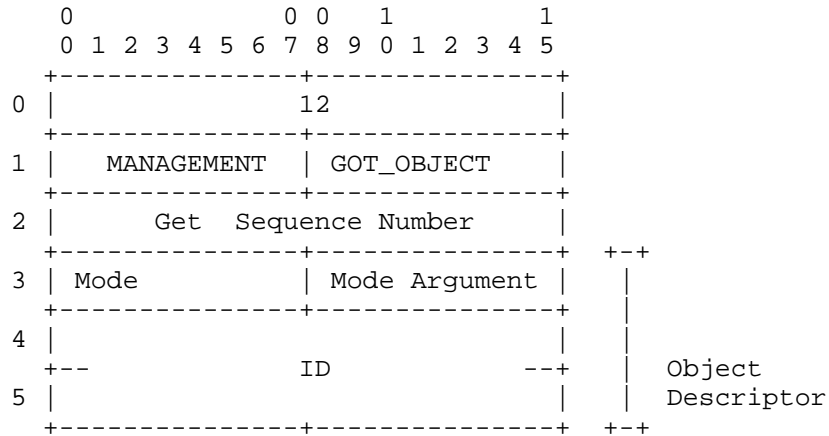 0 0 0 1 1
0 1 2 3 4 5 6 7 8 9 0 1 2 3 4 5
+---------------+---------------+
0 | 12 |
+---------------+---------------+
1 | MANAGEMENT | GOT_OBJECT |
+---------------+---------------+
2 | Get Sequence Number |
+---------------+---------------+ +-+
3 | Mode | Mode Argument | |
+---------------+---------------+ |
4 | | |
+-- ID --+ | Object
5 | | | Descriptor
+---------------+---------------+ +-+